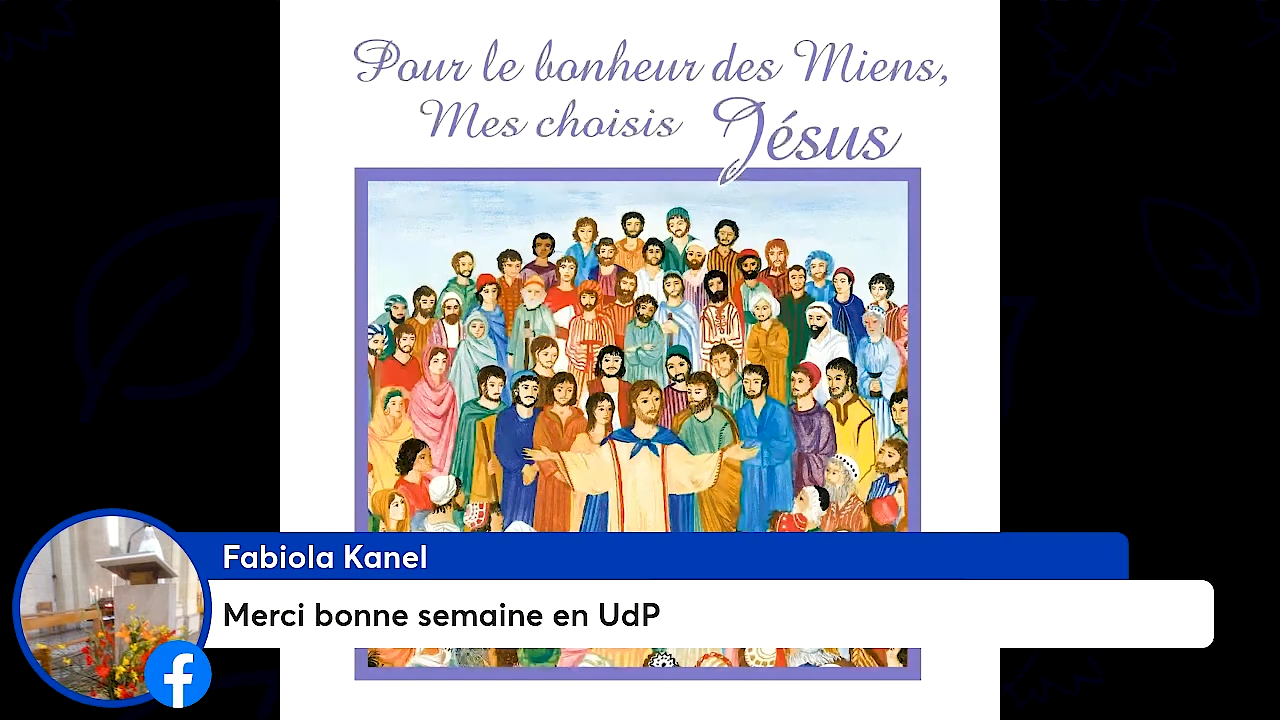 Pour le bonheur des Miens,
Mes choisis Jésus
Fabiola Kanel
Merci bonne semaine en UdP